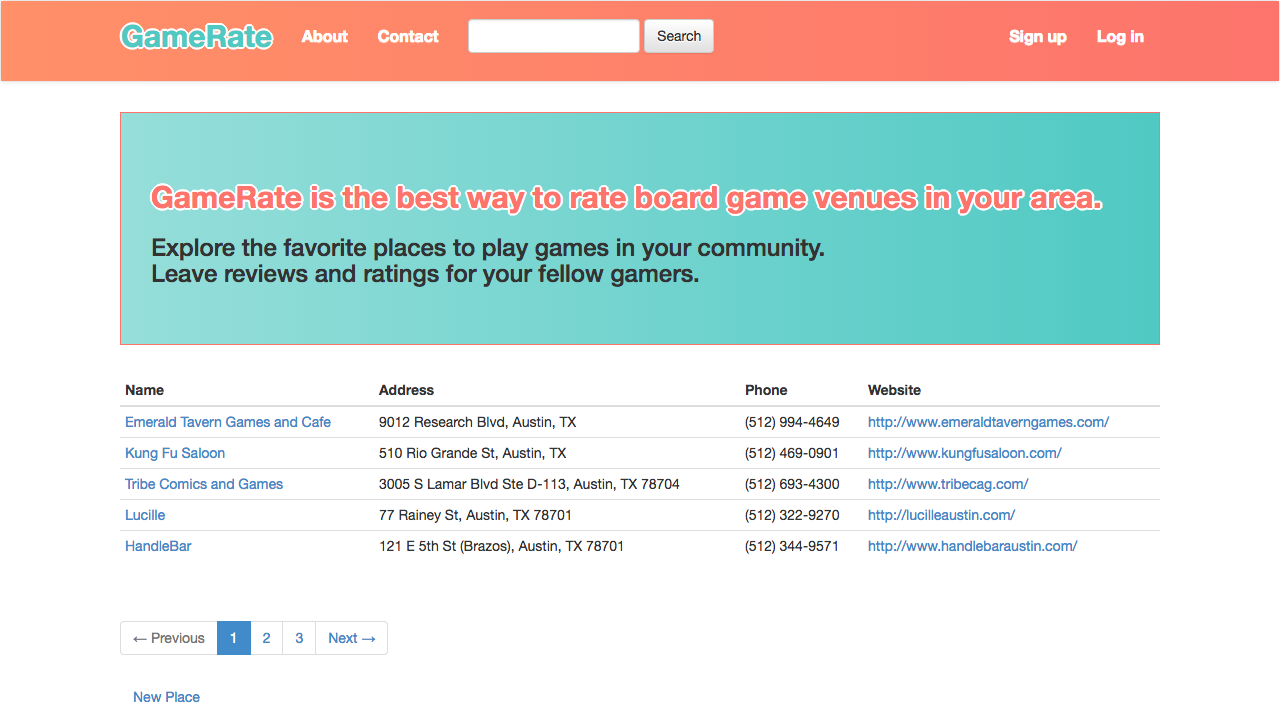 GameRate About Contact Search Sign up Log in
GameRate is the best way to rate board game venues in your area.
Explore the favorite places to play games in your community.
Leave reviews and ratings for your fellow gamers.
Name Address Phone Website
Emerald Tavern Games and Cafe 9012 Research Blvd, Austin, TX (512) 994-4649 http://www.emeraldtaverngames.com/
Kung Fu Saloon 510 Rio Grande St, Austin, TX (512) 469-0901 http://www.kungfusaloon.com/
Tribe Comics and Games 3005 S Lamar Blvd Ste D-113, Austin, TX 78704 (512) 693-4300 http://www.tribecag.com/
Lucille 77 Rainey St, Austin, TX 78701 (512) 322-9270 http://lucilleaustin.com/
HandleBar 121 E 5th St (Brazos), Austin, TX 78701 (512) 344-9571 http://www.handlebaraustin.com/
← Previous 1 2 3 Next →
New Place